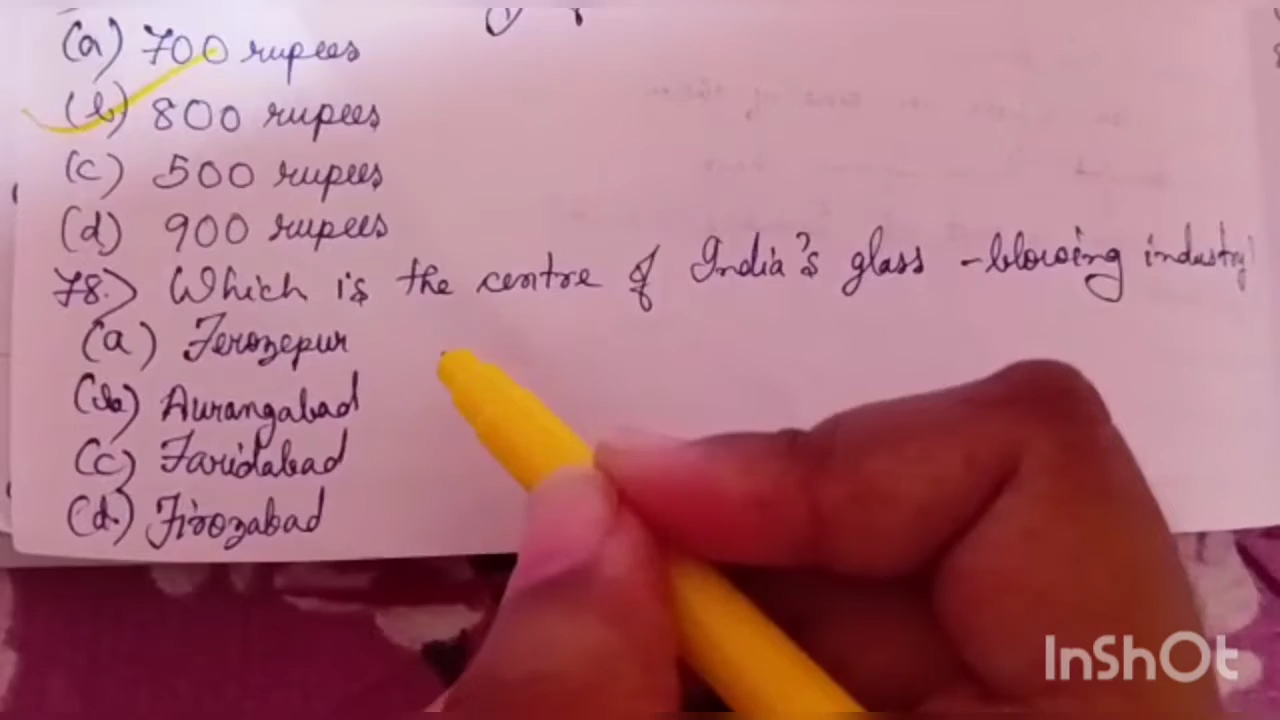 (a) 700 rupees
(b) 800 rupees
(c) 500 rupees
(d) 900 rupees
78.) Which is the centre of India's glass-blowing industry
(a) Ferozepur
(b) Aurangabad
(c) Faridabad
(d) Firozabad
InShOt